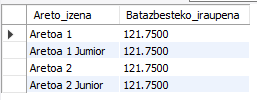 Areto_izena Batazbesteko_iraupena
Aretoa 1 121.7500
Aretoa 1 Junior 121.7500
Aretoa 2 121.7500
Aretoa 2 Junior 121.7500